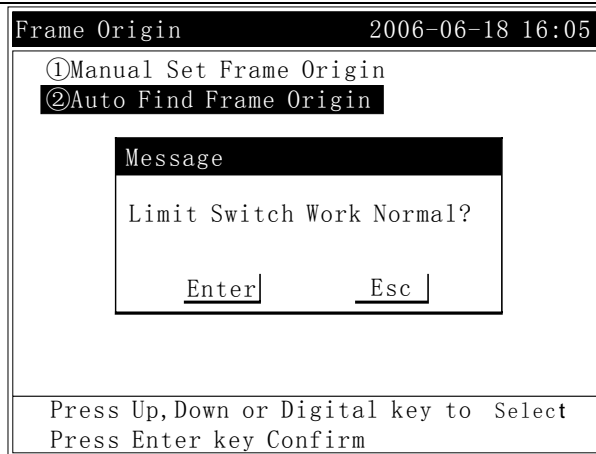 Frame Origin 2006-06-18 16:05
①Manual Set Frame Origin
②Auto Find Frame Origin
Message
Limit Switch Work Normal?
Enter Esc
Press Up,Down or Digital key to Select
Press Enter key Confirm